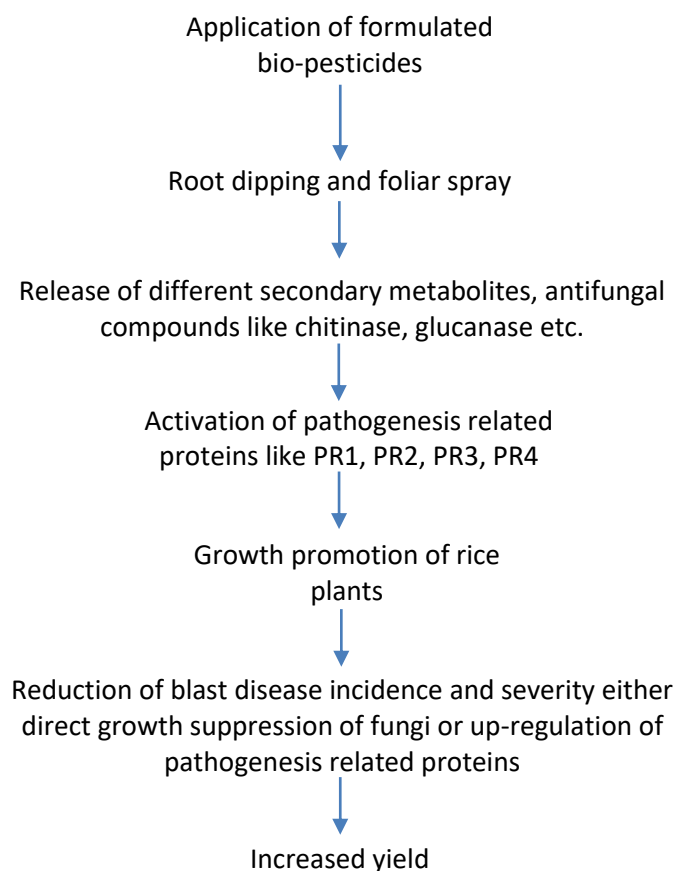 Application of formulated
bio-pesticides
Root dipping and foliar spray
Release of different secondary metabolites, antifungal
compounds like chitinase, glucanase etc.
Activation of pathogenesis related
proteins like PR1, PR2, PR3, PR4
Growth promotion of rice
plants
Reduction of blast disease incidence and severity either
direct growth suppression of fungi or up-regulation of
pathogenesis related proteins
Increased yield